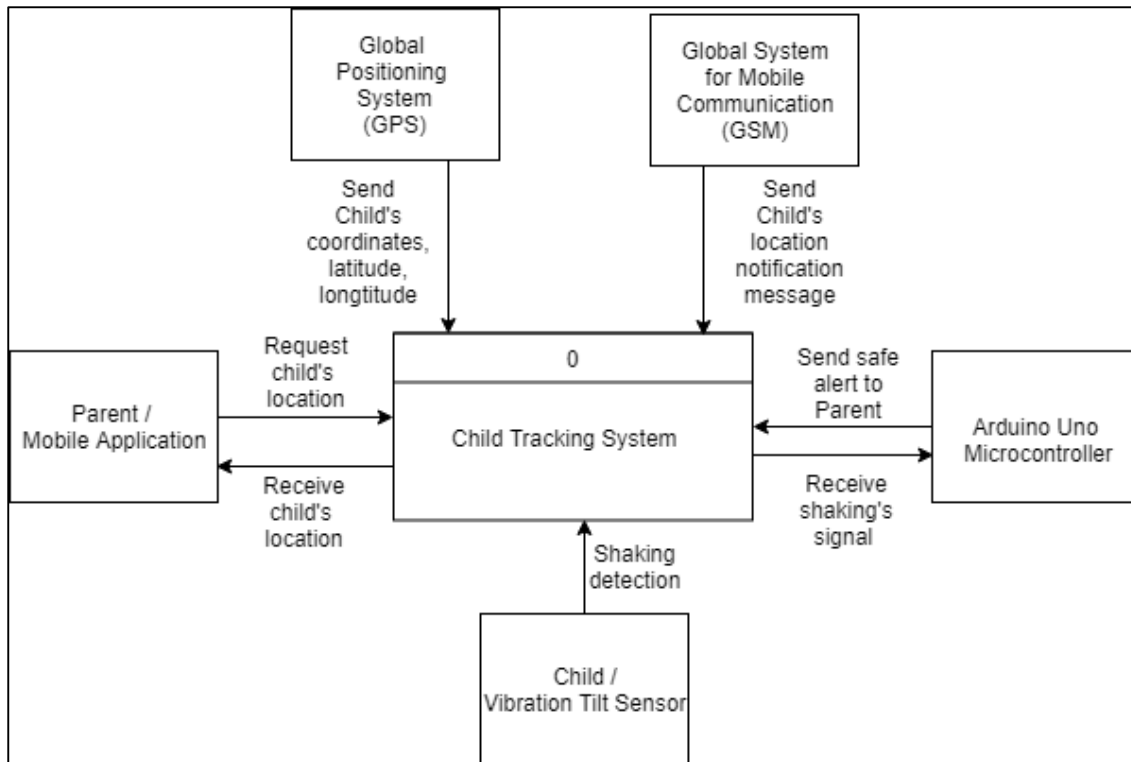 Global
Positioning
System
(GPS)
Global System
for Mobile
Communication
(GSM)
Send
Child's
coordinates,
latitude,
longtitude
Send
Child's
location
notification
message
Request
child's
location
0
Send safe
alert to
Parent
Parent /
Mobile Application
Child Tracking System
Arduino Uno
Microcontroller
Receive
child's
location
Receive
shaking's
signal
Shaking
detection
Child /
Vibration Tilt Sensor